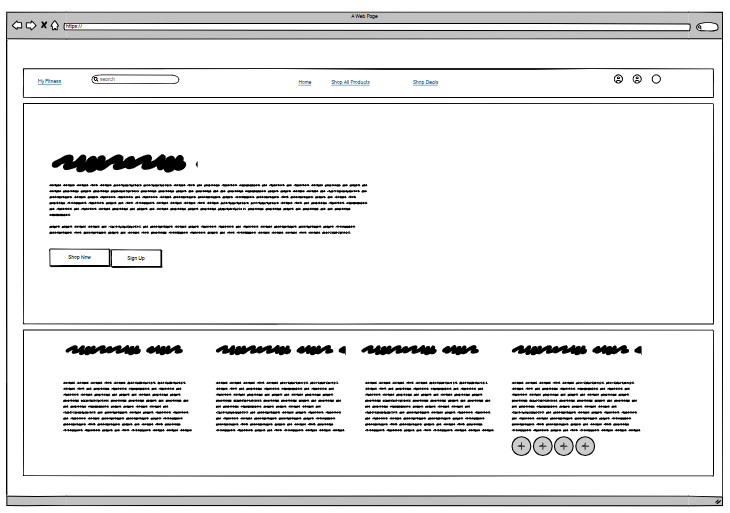 A Web Page
https://
My Fitness
search
Home
Shop All Products
Shop Deals
Shop Now
Sign Up